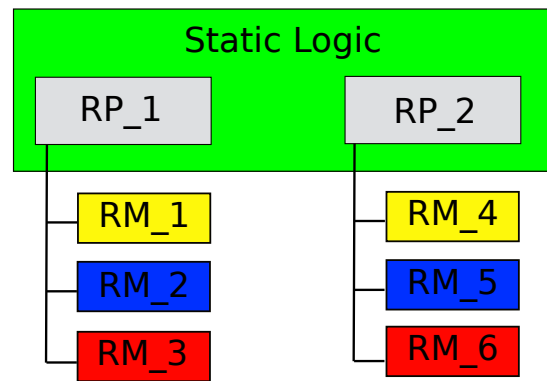 Static Logic
RP_1
RP_2
RM_1
RM_4
RM_2
RM_5
RM_3
RM_6